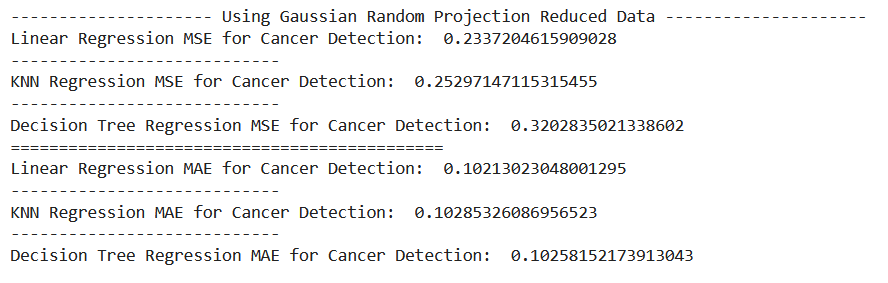 --------------------- Using Gaussian Random Projection Reduced Data ---------------------
Linear Regression MSE for Cancer Detection:  0.2337204615909028
----------------------------
KNN Regression MSE for Cancer Detection:  0.25297147115315455
----------------------------
Decision Tree Regression MSE for Cancer Detection:  0.3202835021338602
=============================================
Linear Regression MAE for Cancer Detection:  0.10213023048001295
----------------------------
KNN Regression MAE for Cancer Detection:  0.10285326086956523
----------------------------
Decision Tree Regression MAE for Cancer Detection:  0.10258152173913043